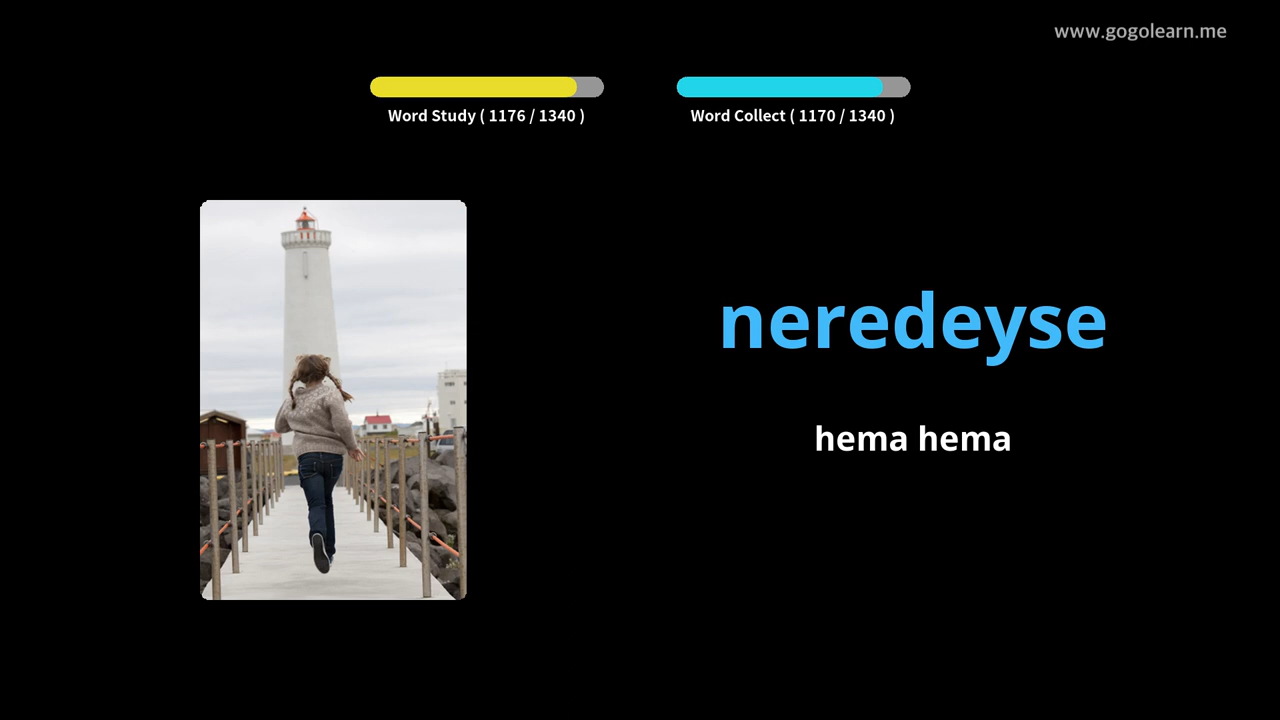 www.gogolearn.me
Word Study ( 1176 / 1340 )
Word Collect ( 1170 / 1340 )
neredeyse
hema hema